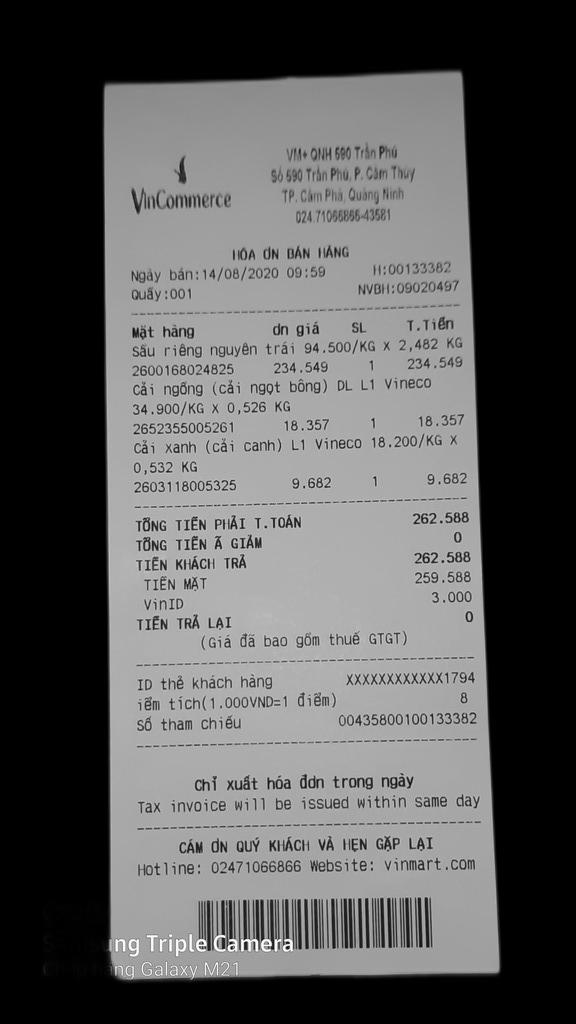 VinCommerce
VM+ QNH 590 Trần Phú
Số 590 Trần Phú, P. Cẩm Thủy
TP. Cẩm Phả, Quảng Ninh
024.71066866-43581
HÓA ƠN BÁN HÀNG
Ngày bán:14/08/2020 09:59 H:00133382
Quầy:001 NVBH:09020497
Mặt hàng ơn giá SL T.Tiền
Sầu riêng nguyên trái 94.500/KG X 2,482 KG
2600168024825 234.549 1 234.549
Cải ngồng (cải ngọt bông) DL L1 Vineco
34.900/KG X 0,526 KG
2652355005261 18.357 1 18.357
Cải xanh (cải canh) L1 Vineco 18.200/KG X
0,532 KG
2603118005325 9.682 1 9.682
TỔNG TIỀN PHẢI T.TOÁN 262.588
TỔNG TIỀN Ã GIẢM 0
TIỀN KHÁCH TRẢ 262.588
TIỀN MẶT 259.588
VinID 3.000
TIỀN TRẢ LẠI 0
(Giá đã bao gồm thuế GTGT)
ID thẻ khách hàng XXXXXXXXXXXX1794
iểm tích(1.000VND=1 điểm) 8
Số tham chiếu 00435800100133382
Chỉ xuất hóa đơn trong ngày
Tax invoice will be issued within same day
CẢM ƠN QUÝ KHÁCH VÀ HẸN GẶP LẠI
Hotline: 02471066866 Website: vinmart.com
Samsung Triple Camera
Chụp bằng Galaxy M21